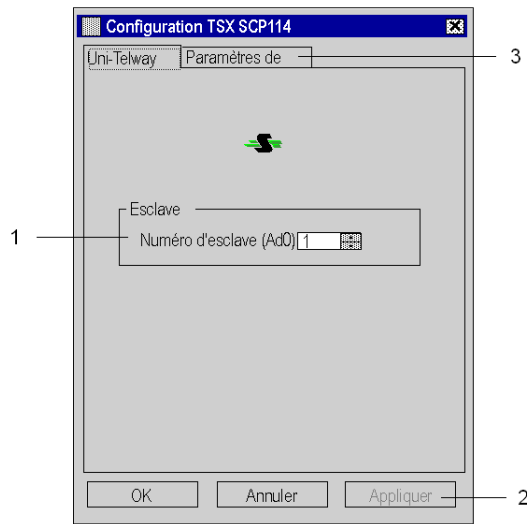 Configuration TSX SCP114
Uni-Telway
Paramètres de
3
Esclave
1
Numéro d'esclave (Ad0) 1
OK
Annuler
Appliquer
2